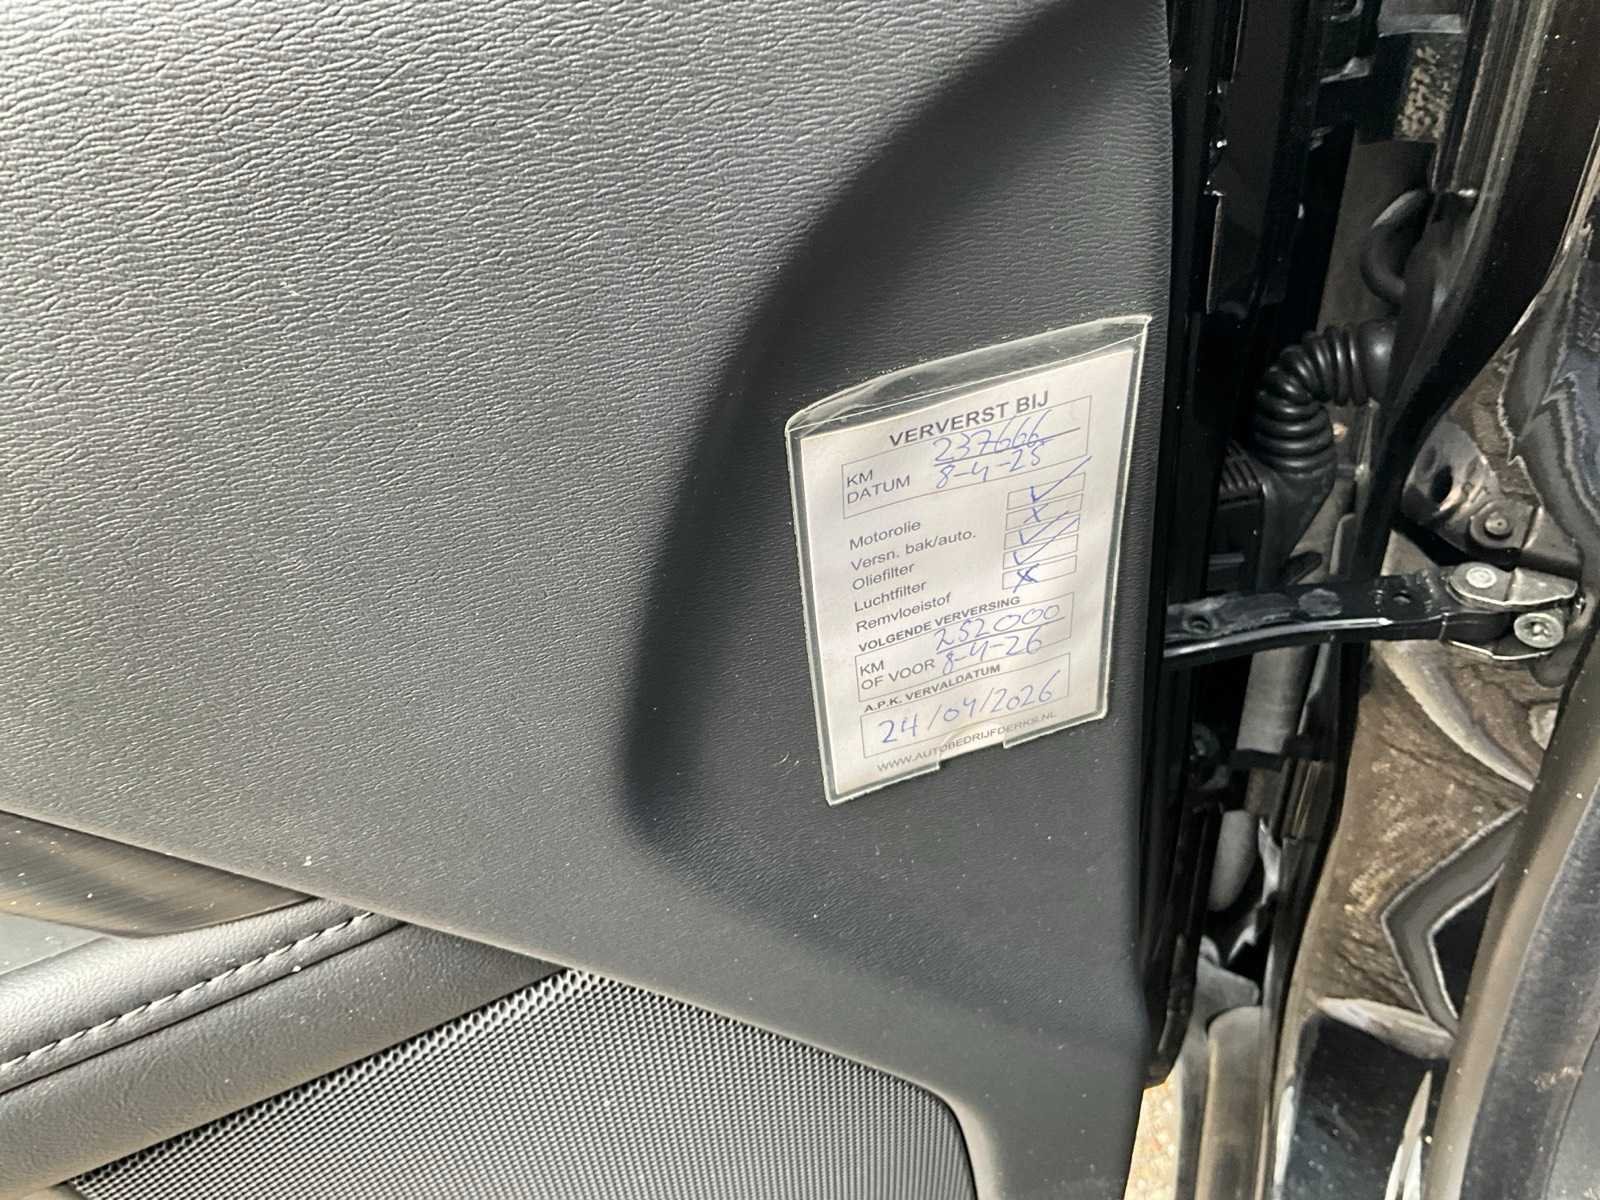 VERVERST BIJ
KM 237666
DATUM 8-4-25
Motorolie
Versn. bak/auto.
Oliefilter
Luchtfilter
Remvloeistof
VOLGENDE VERVERSING
KM 252000
OF VOOR 8-4-26
A.P.K. VERVALDATUM
24/04/2026
WWW.AUTOBEDRIJFDERKS.NL